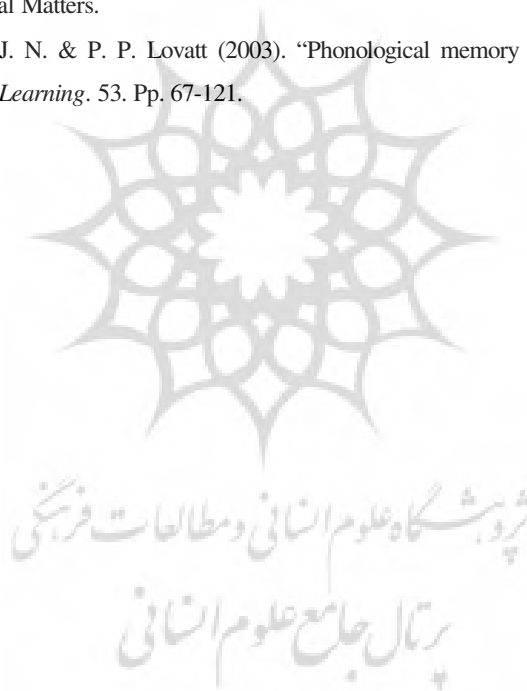 al Matters.
J. N. & P. P. Lovatt (2003). “Phonological memory
Learning. 53. Pp. 67-121.
پژوهشگاه علوم انسانی و مطالعات فرهنگی
پرتال جامع علوم انسانی